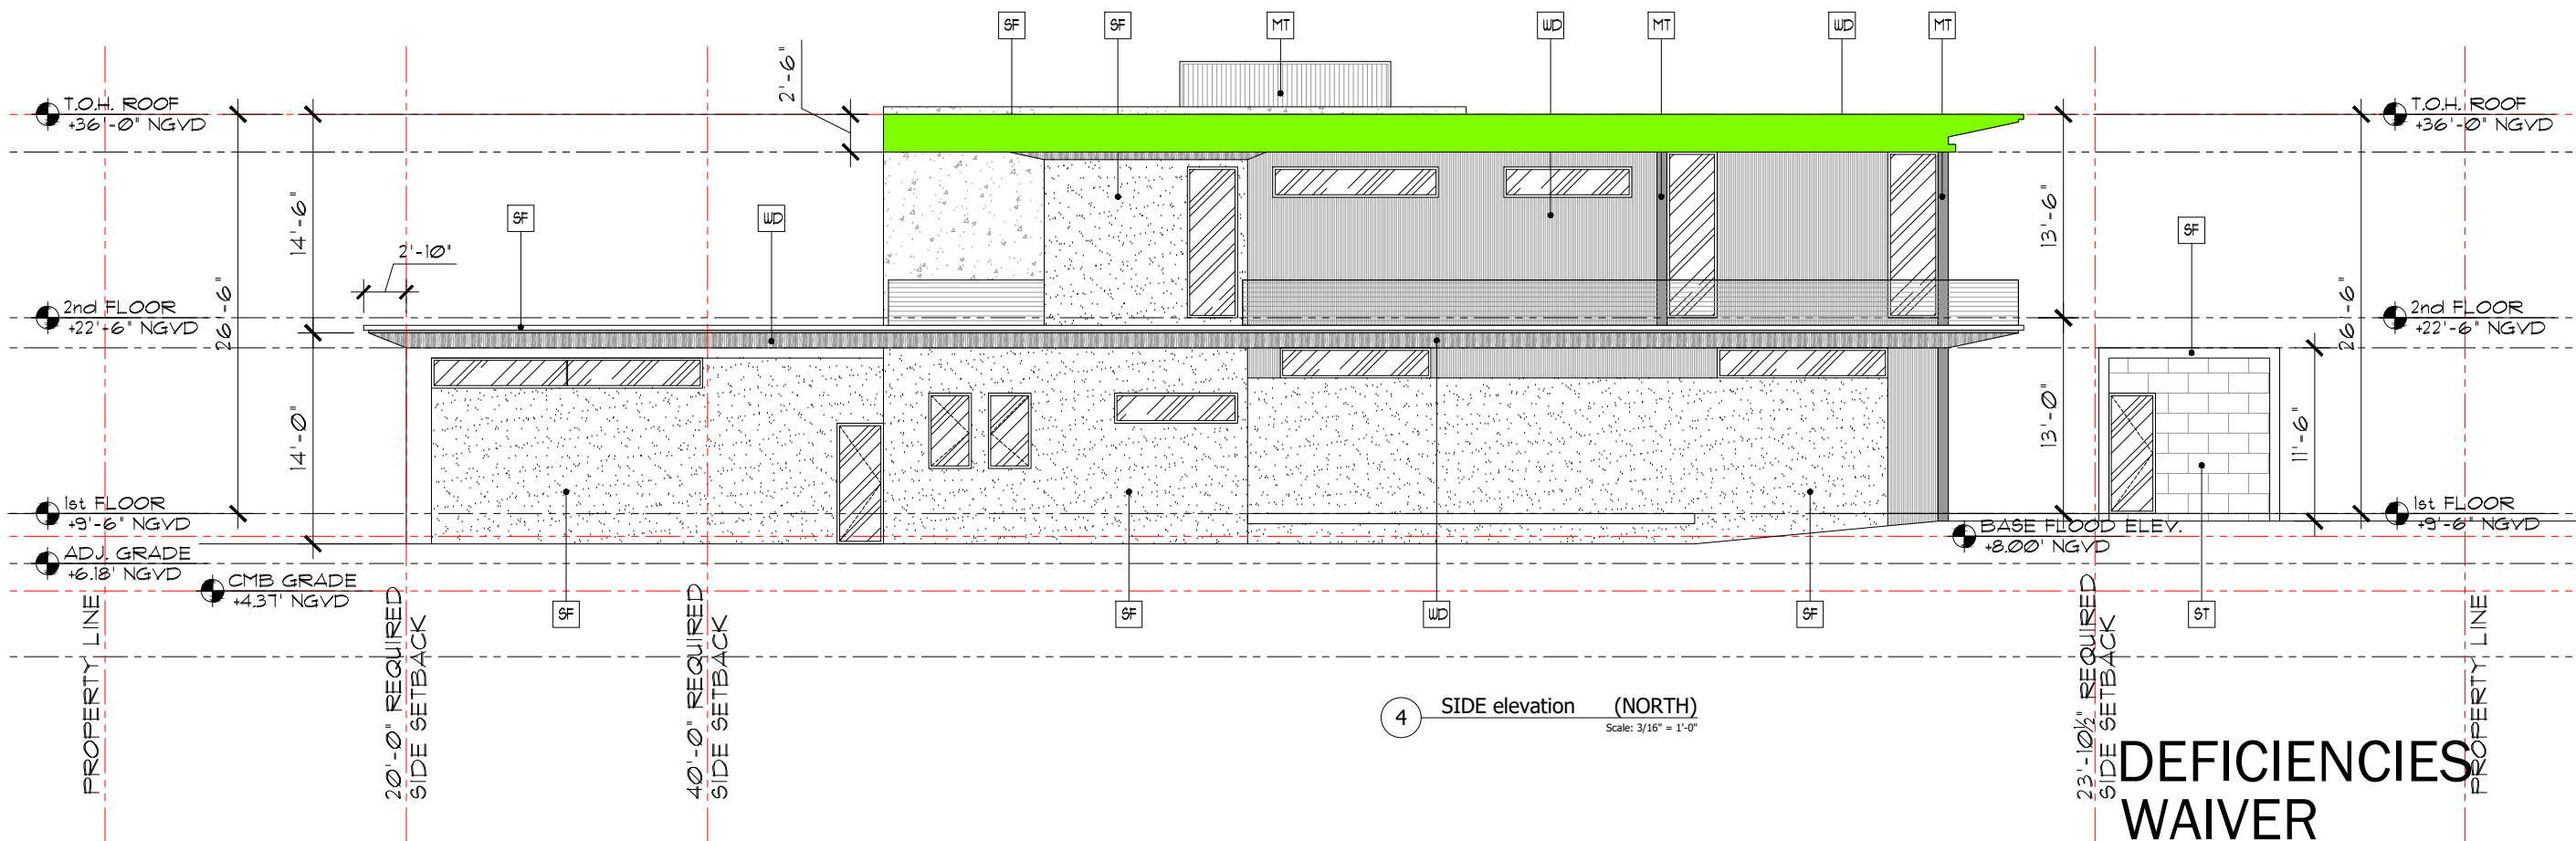 SF SF MT WD MT WD MT
2'-6"
T.O.H. ROOF
+36'-0" NGVD
T.O.H. ROOF
+36'-0" NGVD
14'-6"
13'-6"
SF
WD
SF
2'-10"
26'-6"
26'-6"
2nd FLOOR
+22'-6" NGVD
2nd FLOOR
+22'-6" NGVD
14'-0"
13'-0"
11'-6"
1st FLOOR
+9'-6" NGVD
1st FLOOR
+9'-6" NGVD
BASE FLOOD ELEV.
+8.00' NGVD
ADJ. GRADE
+6.18' NGVD
CMB GRADE
+4.37' NGVD
SF SF WD SF ST
PROPERTY LINE
20'-0" REQUIRED
SIDE SETBACK
40'-0" REQUIRED
SIDE SETBACK
23'-10½" REQUIRED
SIDE SETBACK
PROPERTY LINE
4 SIDE elevation (NORTH)
Scale: 3/16" = 1'-0"
DEFICIENCIES
WAIVER